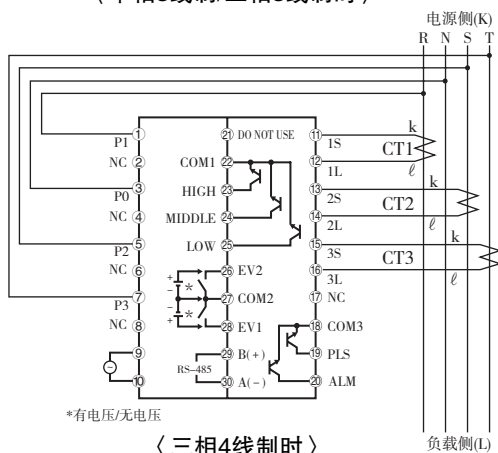 电源侧(K)
R N S T
① P1
② NC
③ P0
④ NC
⑤ P2
⑥ NC
⑦ P3
⑧ NC
⑨
⑩
㉑ DO NOT USE
COM1 ㉒
HIGH ㉓
MIDDLE ㉔
LOW ㉕
㉖ EV2
㉗ COM2
㉘ EV1
㉙ B(+)
RS-485
㉚ A(-)
+
-
*
-
+
⑪ 1S
⑫ 1L
⑬ 2S
⑭ 2L
⑮ 3S
⑯ 3L
⑰ NC
⑱ COM3
⑲ PLS
⑳ ALM
k
CT1
ℓ
k
CT2
ℓ
k
CT3
ℓ
*有电压/无电压
〈三相4线制时〉
负载侧(L)